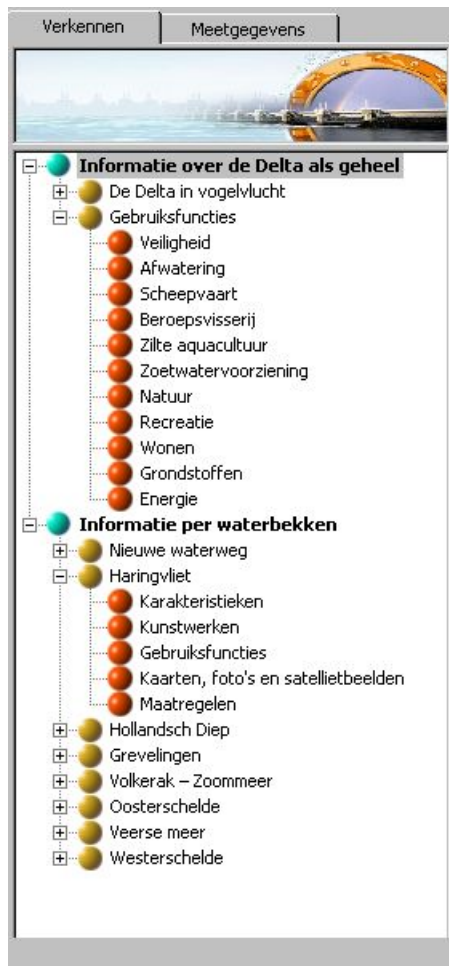 Verkennen
Meetgegevens
Informatie over de Delta als geheel
De Delta in vogelvlucht
Gebruiksfuncties
Veiligheid
Afwatering
Scheepvaart
Beroepsvisserij
Zilte aquacultuur
Zoetwatervoorziening
Natuur
Recreatie
Wonen
Grondstoffen
Energie
Informatie per waterbekken
Nieuwe waterweg
Haringvliet
Karakteristieken
Kunstwerken
Gebruiksfuncties
Kaarten, foto's en satellietbeelden
Maatregelen
Hollandsch Diep
Grevelingen
Volkerak – Zoommeer
Oosterschelde
Veerse meer
Westerschelde